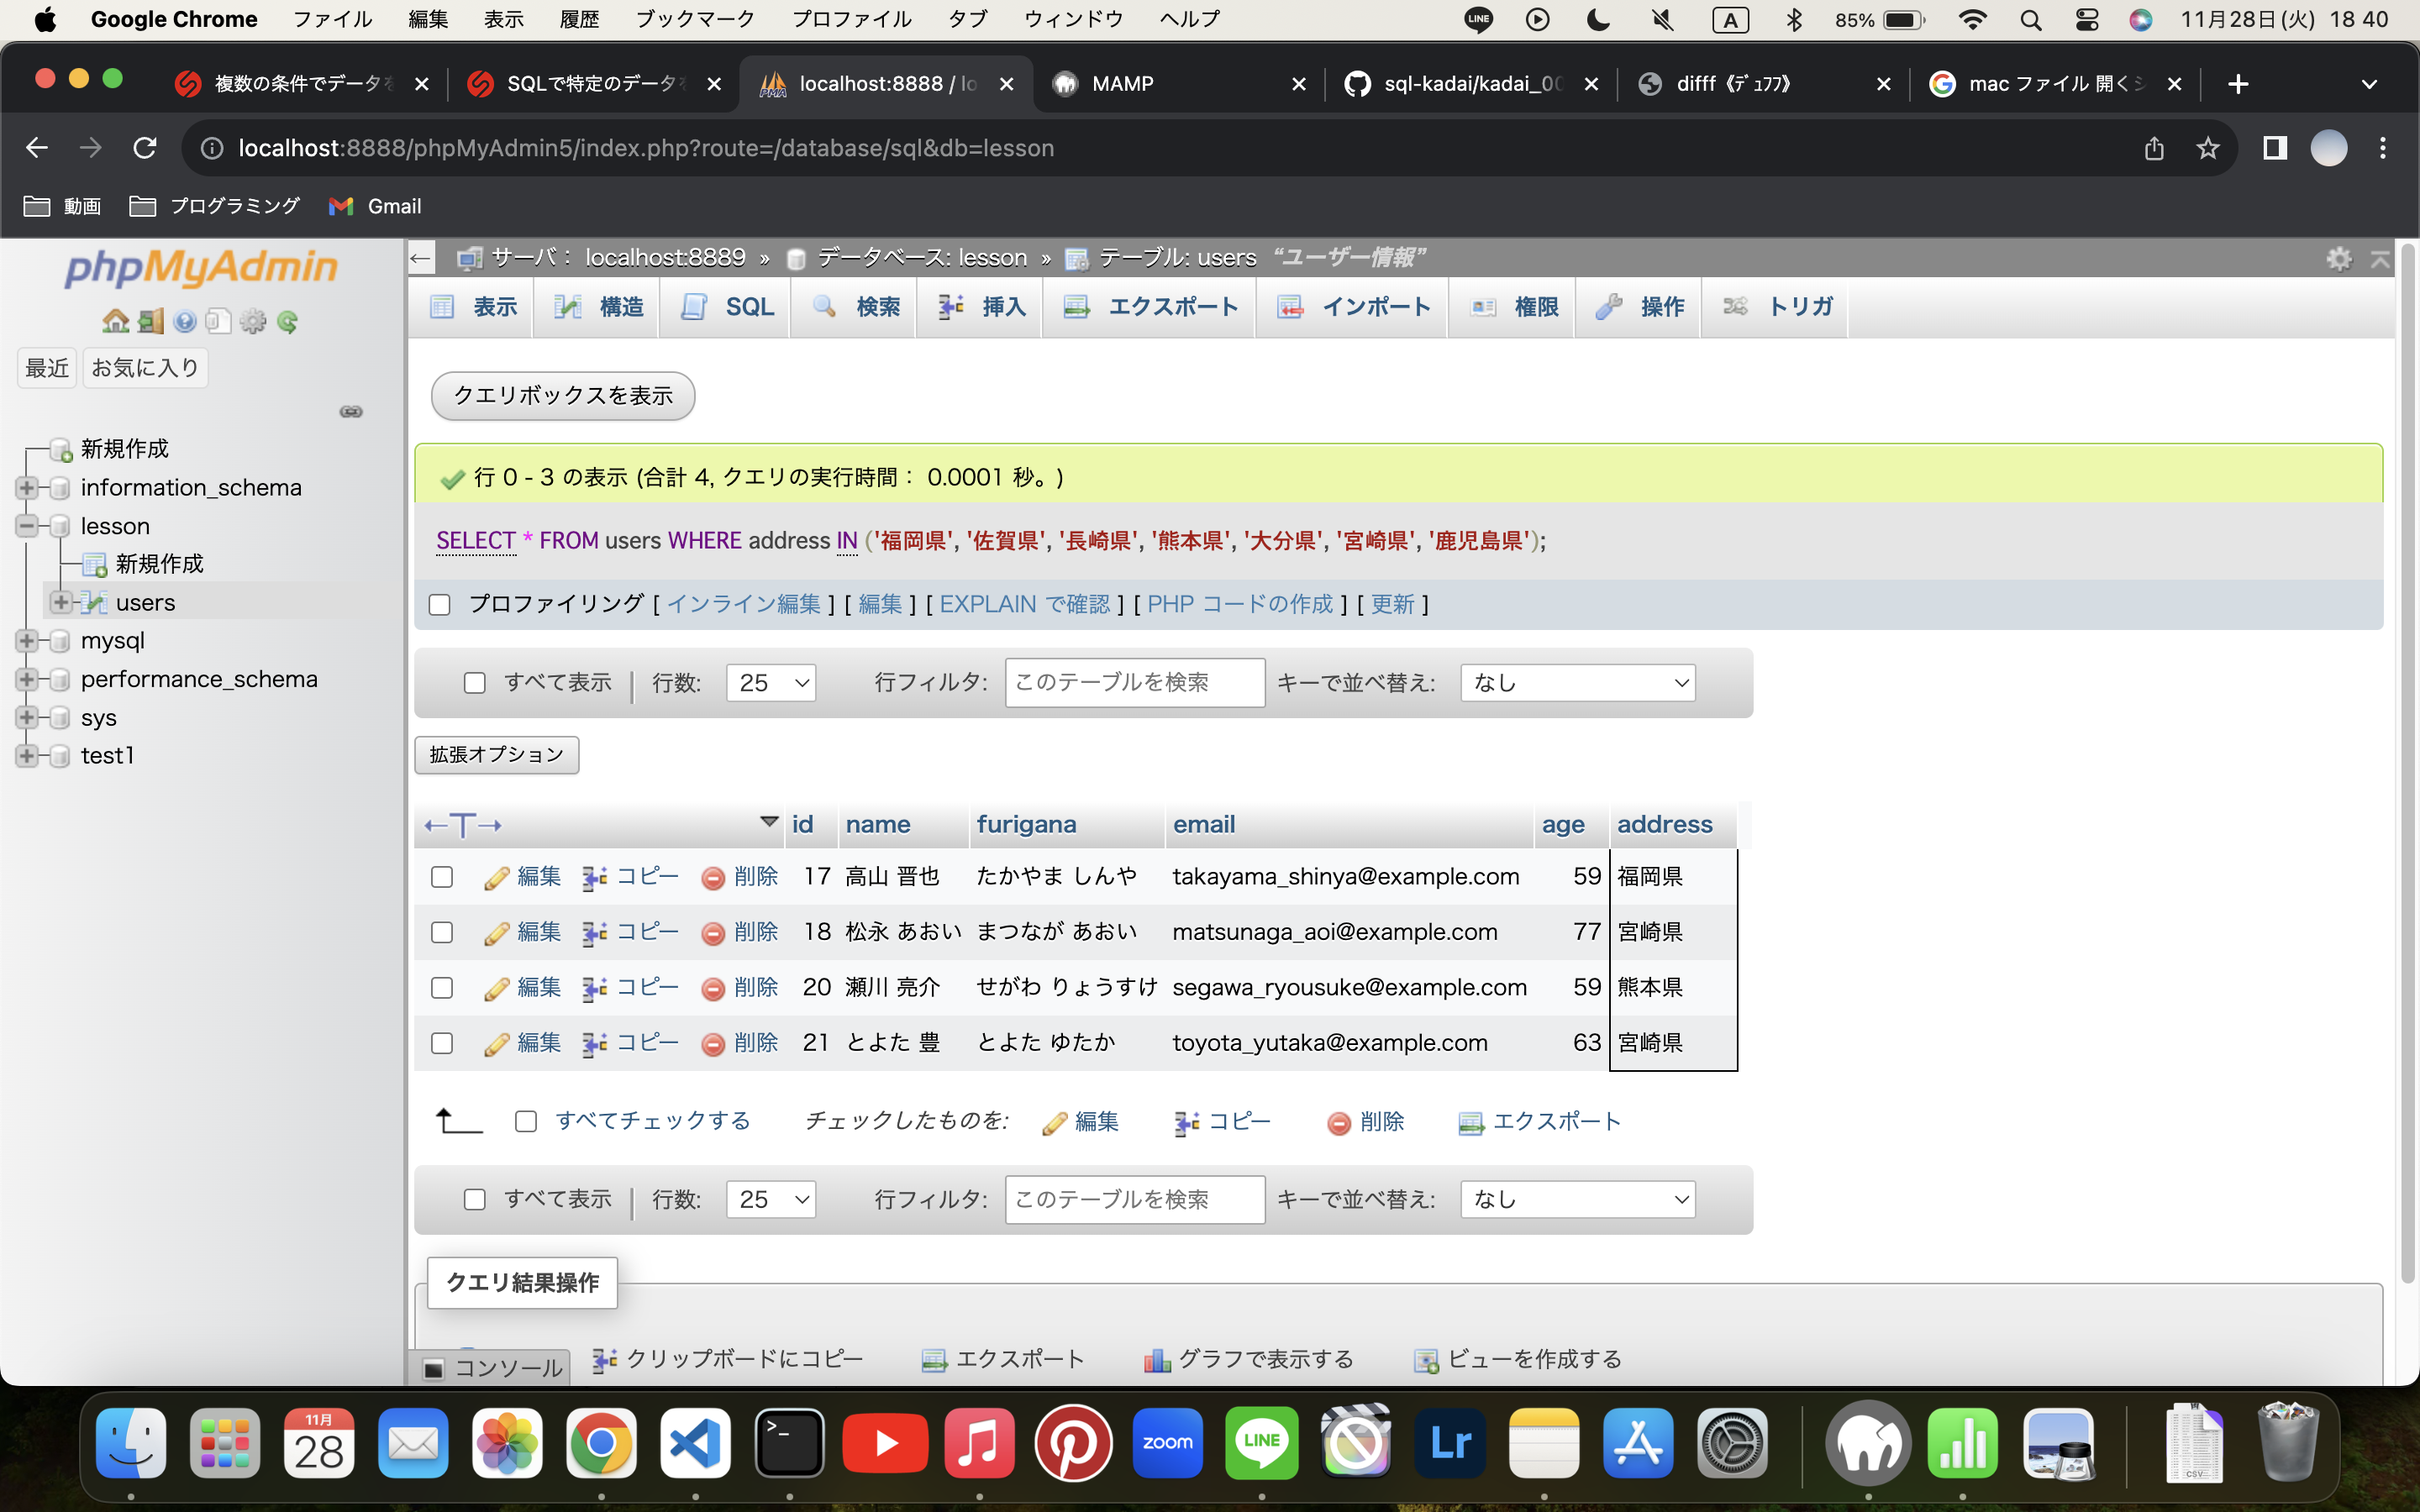 Google Chrome ファイル 編集 表示 履歴 ブックマーク プロファイル タブ ウィンドウ ヘルプ LINE A 85% 11月28日(火) 18 40
複数の条件でデータを SQLで特定のデータを localhost:8888 / lo MAMP sql-kadai/kadai_00 difff《ﾃﾞｭﾌﾌ》 mac ファイル 開くシ
localhost:8888/phpMyAdmin5/index.php?route=/database/sql&db=lesson
動画 プログラミング Gmail
phpMyAdmin
最近 お気に入り
新規作成
information_schema
lesson
新規作成
users
mysql
performance_schema
sys
test1
サーバ： localhost:8889 » データベース: lesson » テーブル: users “ユーザー情報”
表示 構造 SQL 検索 挿入 エクスポート インポート 権限 操作 トリガ
クエリボックスを表示
行 0 - 3 の表示 (合計 4, クエリの実行時間： 0.0001 秒。)
SELECT * FROM users WHERE address IN ('福岡県', '佐賀県', '長崎県', '熊本県', '大分県', '宮崎県', '鹿児島県');
プロファイリング [ インライン編集 ] [ 編集 ] [ EXPLAIN で確認 ] [ PHP コードの作成 ] [ 更新 ]
すべて表示 | 行数: 25 行フィルタ: このテーブルを検索 キーで並べ替え: なし
拡張オプション
←T→ id name furigana email age address
編集 コピー 削除 17 高山 晋也 たかやま しんや takayama_shinya@example.com 59 福岡県
編集 コピー 削除 18 松永 あおい まつなが あおい matsunaga_aoi@example.com 77 宮崎県
編集 コピー 削除 20 瀬川 亮介 せがわ りょうすけ segawa_ryousuke@example.com 59 熊本県
編集 コピー 削除 21 とよた 豊 とよた ゆたか toyota_yutaka@example.com 63 宮崎県
すべてチェックする チェックしたものを: 編集 コピー 削除 エクスポート
すべて表示 | 行数: 25 行フィルタ: このテーブルを検索 キーで並べ替え: なし
クエリ結果操作
コンソール クリップボードにコピー エクスポート グラフで表示する ビューを作成する
11月 28 >_ zoom LINE Lr CSV